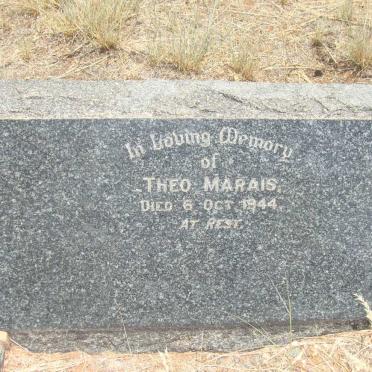 In Loving Memory
of
THEO MARAIS.
DIED 6 OCT 1944.
AT REST.